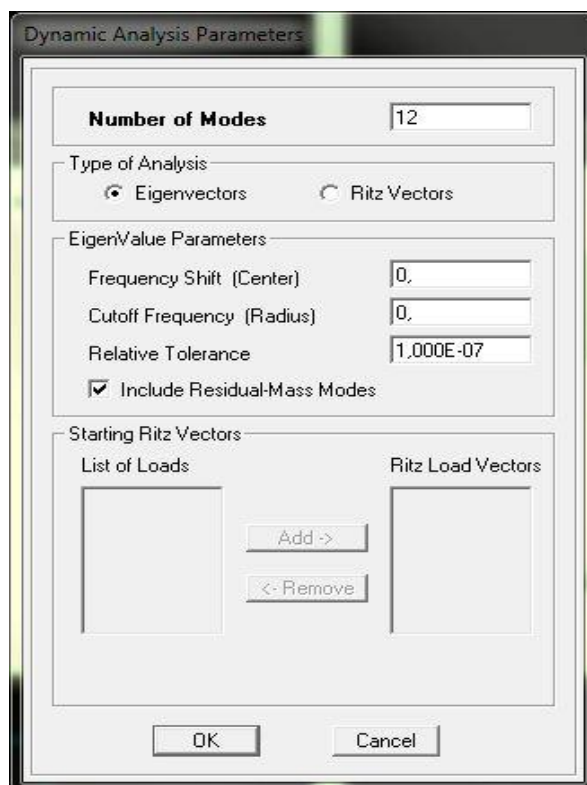 Dynamic Analysis Parameters
Number of Modes 12
Type of Analysis
Eigenvectors Ritz Vectors
EigenValue Parameters
Frequency Shift (Center) 0,
Cutoff Frequency (Radius) 0,
Relative Tolerance 1,000E-07
Include Residual-Mass Modes
Starting Ritz Vectors
List of Loads Ritz Load Vectors
Add ->
<- Remove
OK Cancel